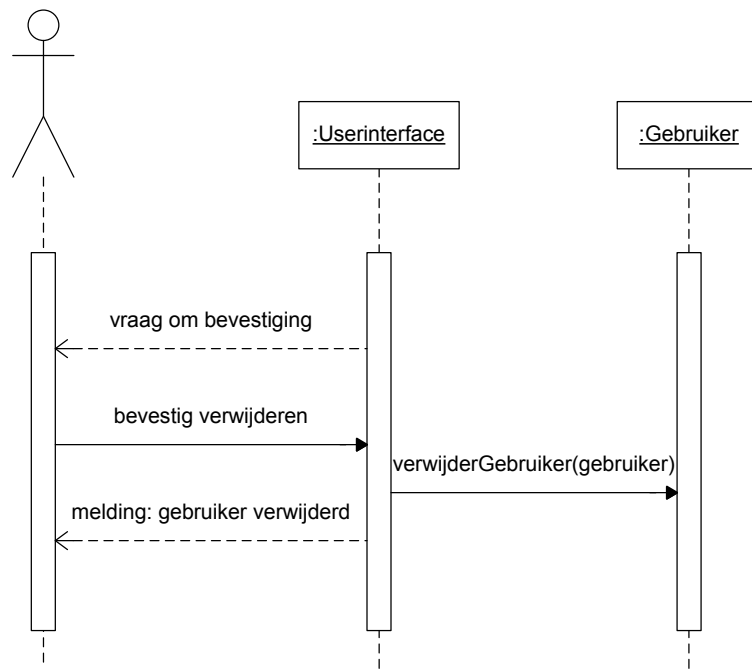 :Userinterface
:Gebruiker
vraag om bevestiging
bevestig verwijderen
verwijderGebruiker(gebruiker)
melding: gebruiker verwijderd